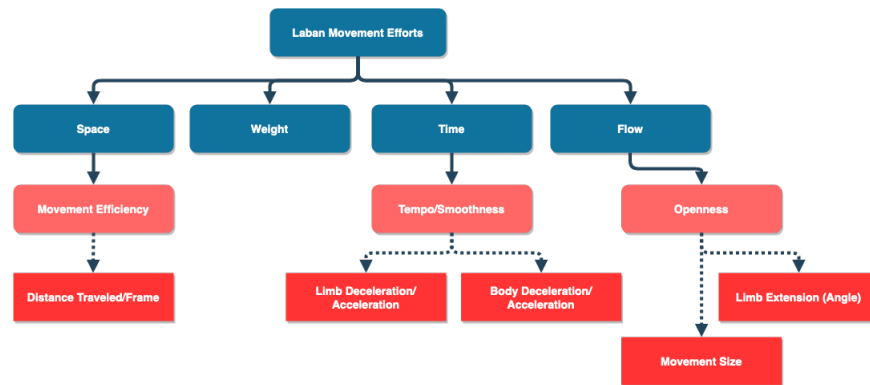 Laban Movement Efforts
Space
Weight
Time
Flow
Movement Efficiency
Tempo/Smoothness
Openness
Distance Traveled/Frame
Limb Deceleration/
Acceleration
Body Deceleration/
Acceleration
Limb Extension (Angle)
Movement Size